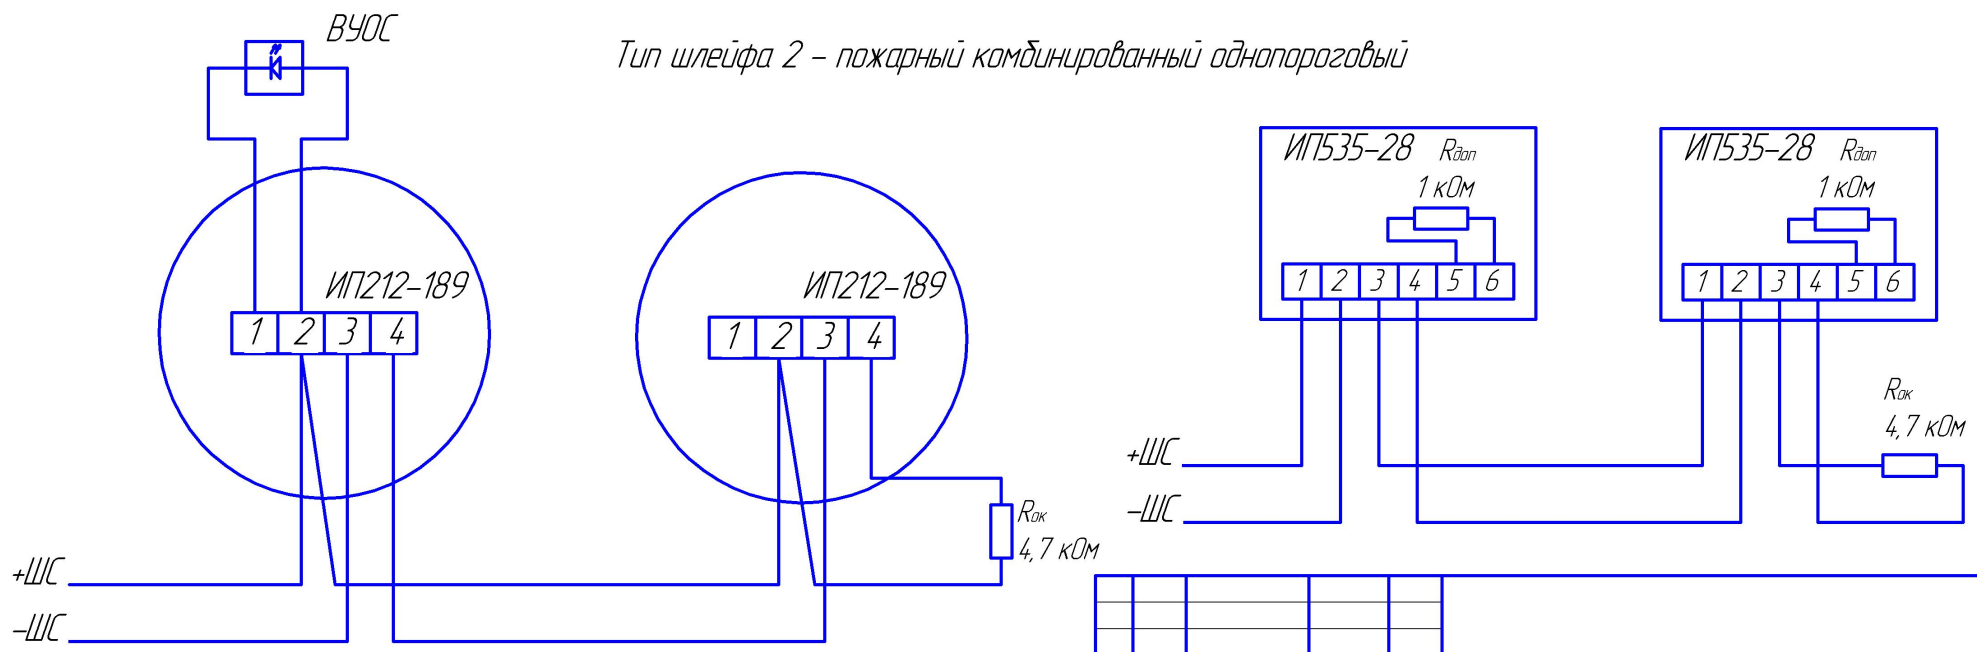 ВУОС
Тип шлейфа 2 – пожарный комбинированный однопороговый
ИП212-189
1 2 3 4
+ШС
-ШС
ИП212-189
1 2 3 4
Rок
4,7 кОм
ИП535-28 Rдоп
1 кОм
1 2 3 4 5 6
+ШС
-ШС
ИП535-28 Rдоп
1 кОм
1 2 3 4 5 6
Rок
4,7 кОм